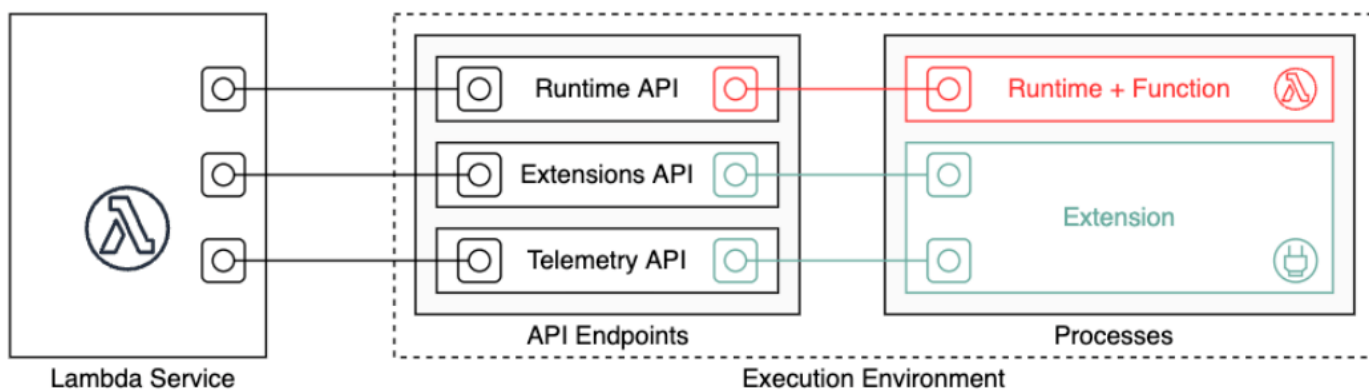 Runtime API
Runtime + Function
Extensions API
Extension
Telemetry API
API Endpoints
Processes
Lambda Service
Execution Environment